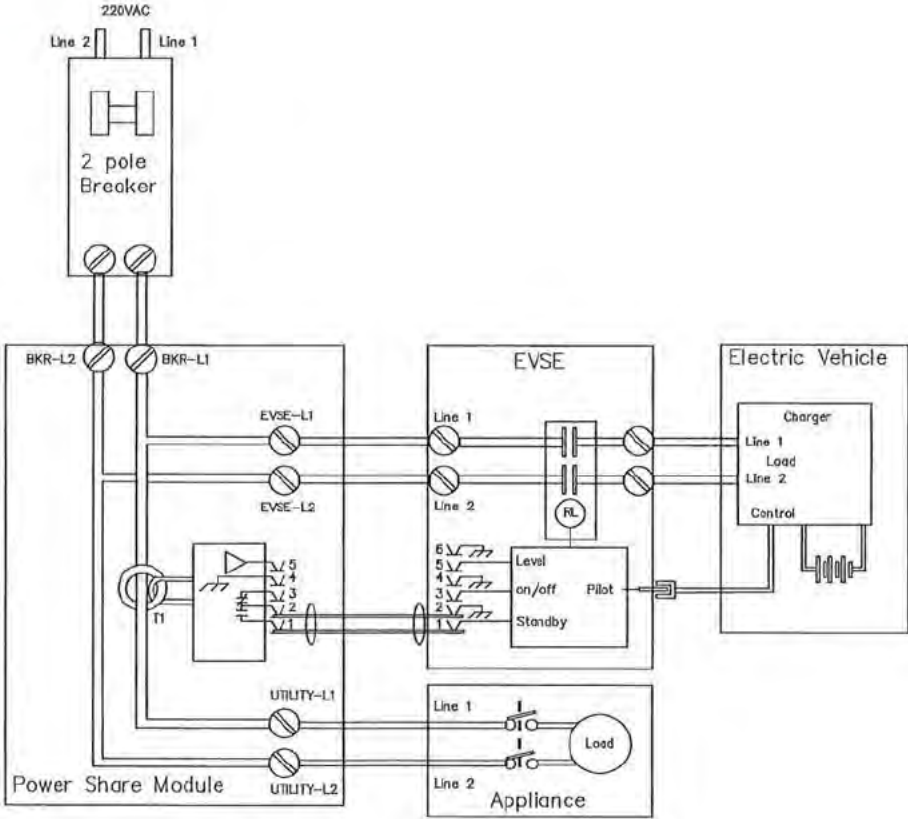 220VAC
Line 2
Line 1
2 pole
Breaker
BKR-L2
BKR-L1
EVSE
Electric Vehicle
EVSE-L1
Line 1
Charger
Line 1
Load
Line 2
EVSE-L2
Line 2
RL
Control
5
4
3
2
1
6
5
4
3
2
1
Level
on/off
Pilot
Standby
T1
UTILITY-L1
Line 1
Load
UTILITY-L2
Line 2
Power Share Module
Appliance